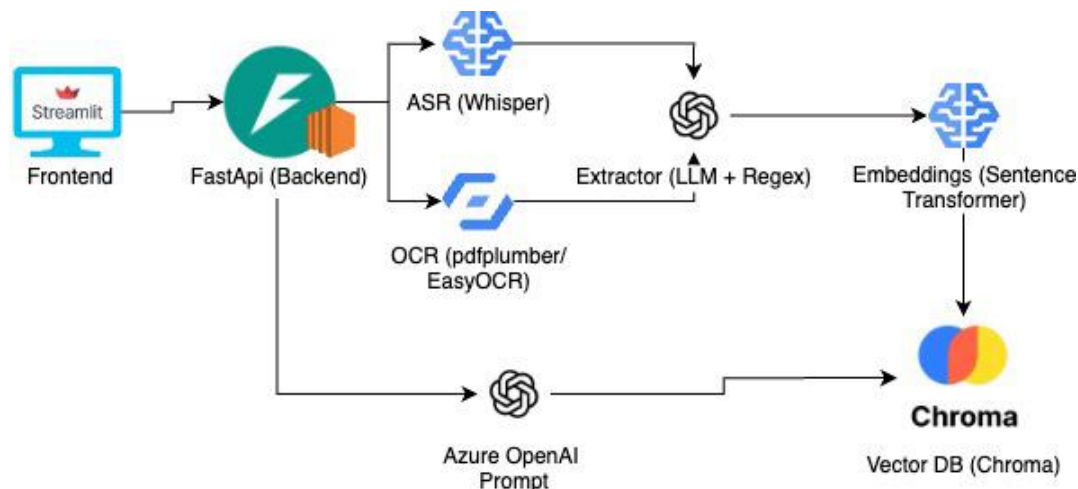 Streamlit
Frontend
FastApi (Backend)
ASR (Whisper)
OCR (pdfplumber/
EasyOCR)
Extractor (LLM + Regex)
Embeddings (Sentence
Transformer)
Azure OpenAI
Prompt
Chroma
Vector DB (Chroma)